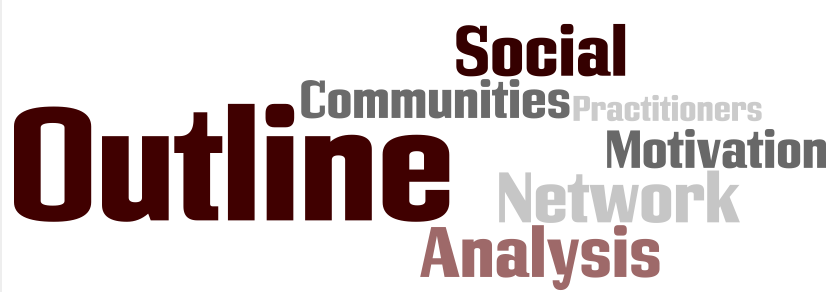 Social
Communities
Practitioners
Outline
Motivation
Network
Analysis